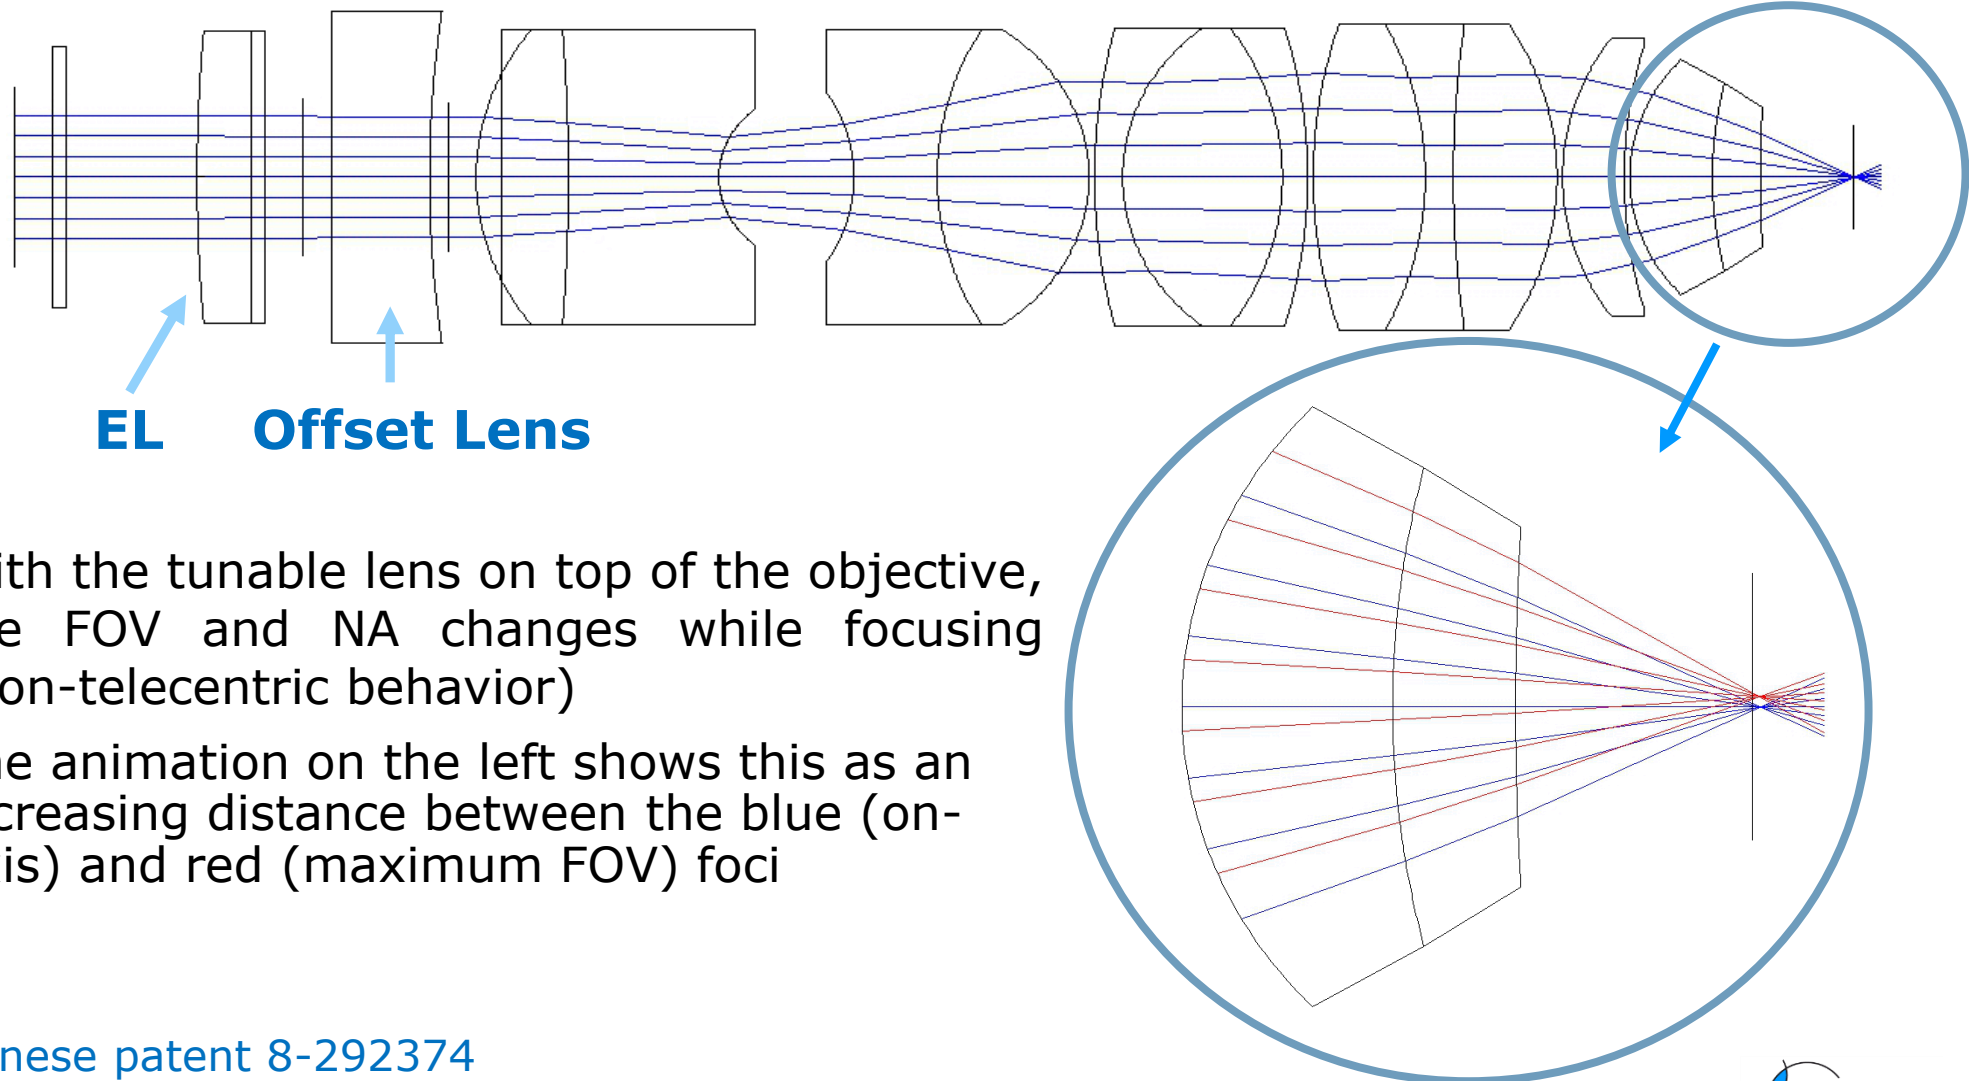 EL Offset Lens
ith the tunable lens on top of the objective,
e FOV and NA changes while focusing
on-telecentric behavior)
ne animation on the left shows this as an
creasing distance between the blue (on-
is) and red (maximum FOV) foci
nese patent 8-292374